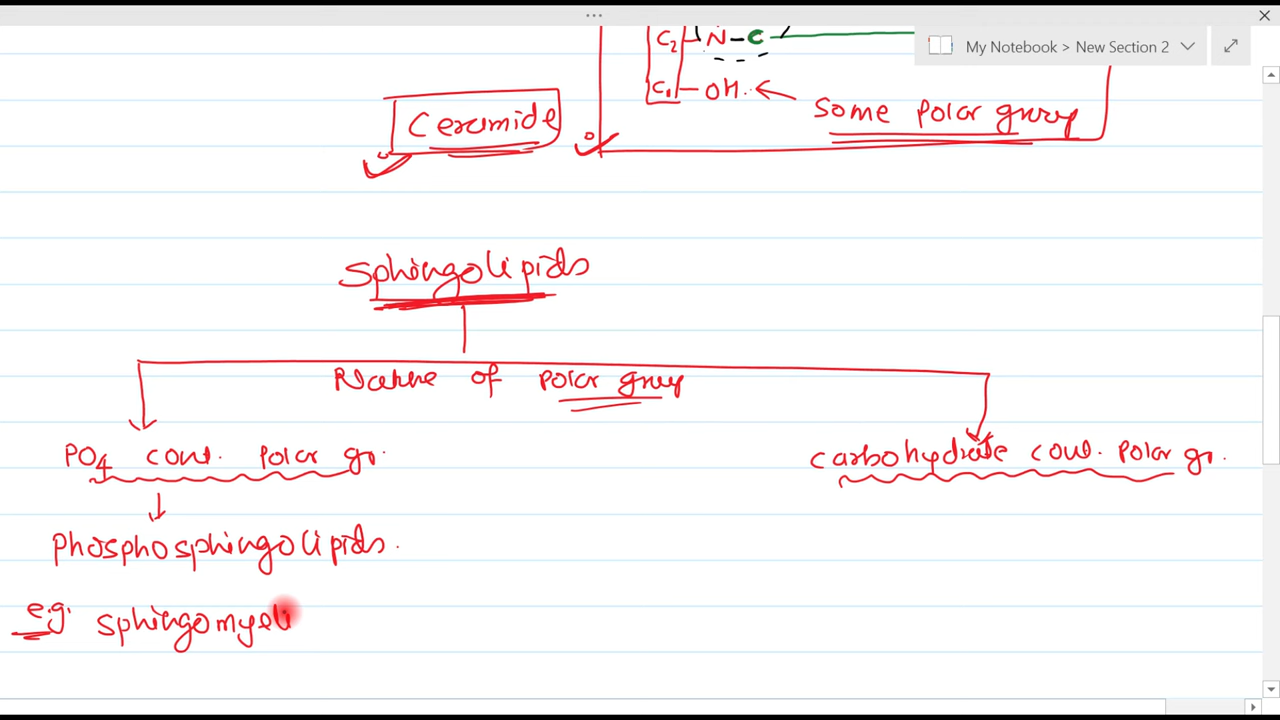 C2 – N – C
My Notebook > New Section 2
C1 – OH.
some polar group
Ceramide
Sphingolipids
Nature of polar group
PO4 cont. polar gr.
carbohydrate cont. polar gr.
Phosphosphingolipids.
e.g. sphingomyeli